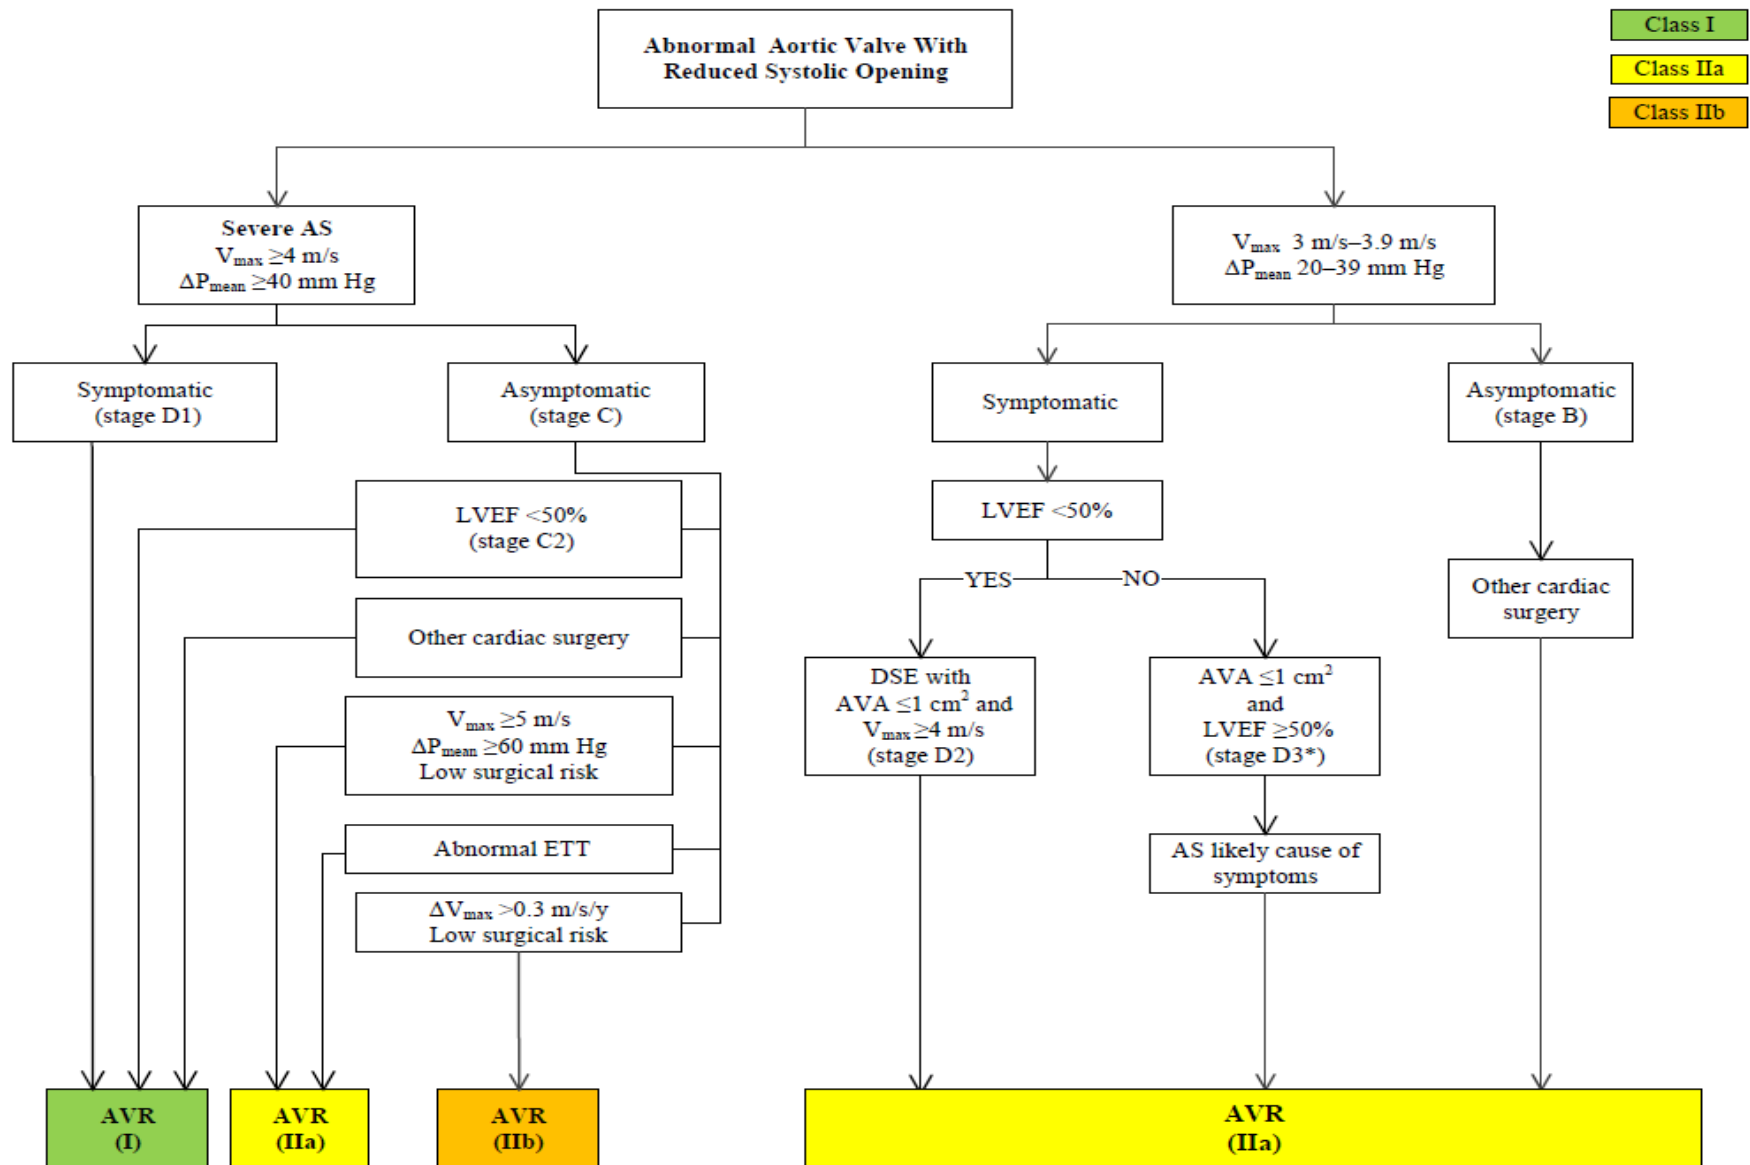 Abnormal Aortic Valve With
Reduced Systolic Opening
Class I
Class IIa
Class IIb
Severe AS
Vmax ≥4 m/s
ΔPmean ≥40 mm Hg
Vmax 3 m/s–3.9 m/s
ΔPmean 20–39 mm Hg
Symptomatic
(stage D1)
Asymptomatic
(stage C)
Symptomatic
Asymptomatic
(stage B)
LVEF <50%
(stage C2)
Other cardiac surgery
Vmax ≥5 m/s
ΔPmean ≥60 mm Hg
Low surgical risk
Abnormal ETT
ΔVmax >0.3 m/s/y
Low surgical risk
LVEF <50%
YES
NO
DSE with
AVA ≤1 cm² and
Vmax ≥4 m/s
(stage D2)
AVA ≤1 cm²
and
LVEF ≥50%
(stage D3*)
AS likely cause of
symptoms
Other cardiac
surgery
AVR
(I)
AVR
(IIa)
AVR
(IIb)
AVR
(IIa)